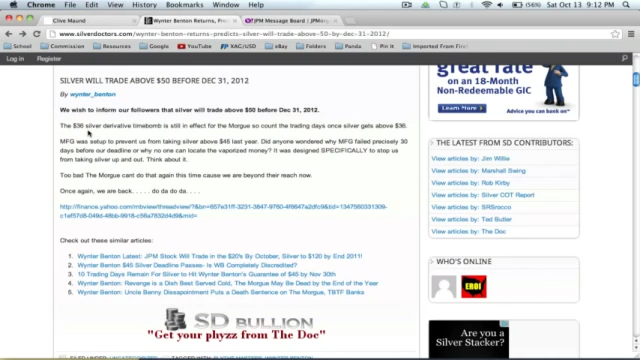 Chrome File Edit View History Bookmarks Window Help
(56%) Sat Oct 13 9:12 PM
Clive Maund
Wynter Benton Returns, Pre
JPM Message Board | JPMorg
www.silverdoctors.com/wynter-benton-returns-predicts-silver-will-trade-above-50-by-dec-31-2012/
School Commission Resources Google YouTube XAG/USD eBay PayPal Pin It Imported From Firef
Log in Register
SILVER WILL TRADE ABOVE $50 BEFORE DEC 31, 2012
By wynter_benton
We wish to inform our followers that silver will trade above $50 before Dec 31, 2012.
The $36 silver derivative timebomb is still in effect for the Morgue so count the trading days once silver gets above $36.
MFG was setup to prevent us from taking silver above $45 last year. Did anyone wondered why MFG failed precisely 30
days before our deadline or why no one can locate the vaporized money? It was designed SPECIFICALLY to stop us
from taking silver up and out. Think about it.
Too bad The Morgue cant do that again this time cause we are beyond their reach now.
Once again, we are back. . . . . do da do da. . . .
Check out these similar articles:
1. Wynter Benton Latest: JPM Stock Will Trade in the $20's By October, Silver to $120 by End 2011!
2. Wynter Benton $45 Silver Deadline Passes- Is WB Completely Discredited?
3. 10 Trading Days Remain For Silver to Hit Wynter Benton's Guarantee of $45 by Nov 30th
4. Wynter Benton: Revenge is a Dish Best Served Cold, The Morgue May Be Dead by the End of the Year
5. Wynter Benton: Uncle Benny Dissapointment Puts a Death Sentence on The Morgue, TBTF Banks
SD BULLION
"Get your phyzz from The Doc"
great rate
on an 18-Month
Non-Redeemable GIC
Learn More
Advice you can bank on
THE LATEST FROM SD CONTRIBUTORS:
View articles by: Jim Willie
View articles by: Marshall Swing
View articles by: Rob Kirby
View articles by: Silver COT Report
View articles by: SRSrocco
View articles by: Ted Butler
View articles by: The Doc
WHO'S ONLINE
Are you a
Silver Stacker?